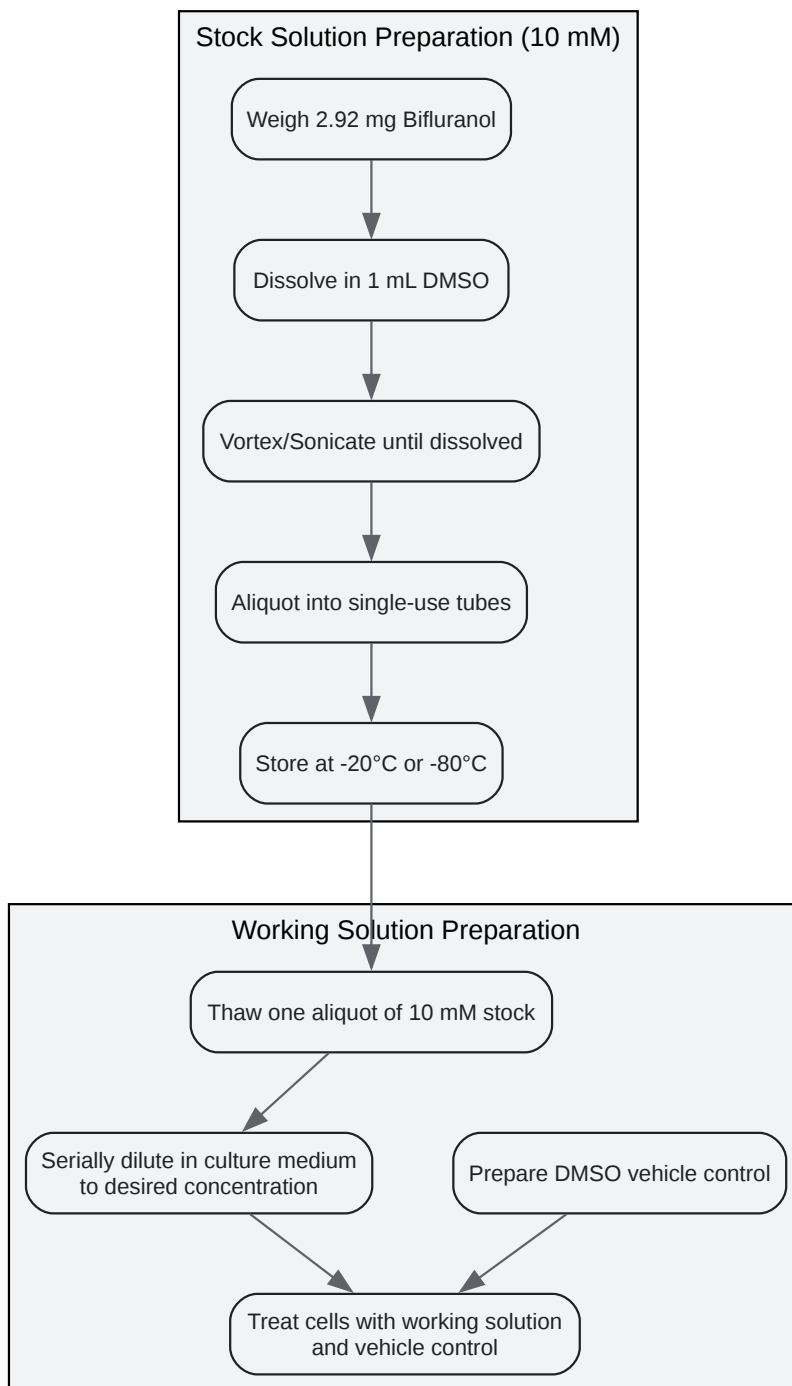 Stock Solution Preparation (10 mM)
Weigh 2.92 mg Bifluranol
Dissolve in 1 mL DMSO
Vortex/Sonicate until dissolved
Aliquot into single-use tubes
Store at -20°C or -80°C
Working Solution Preparation
Thaw one aliquot of 10 mM stock
Serially dilute in culture medium
to desired concentration
Prepare DMSO vehicle control
Treat cells with working solution
and vehicle control